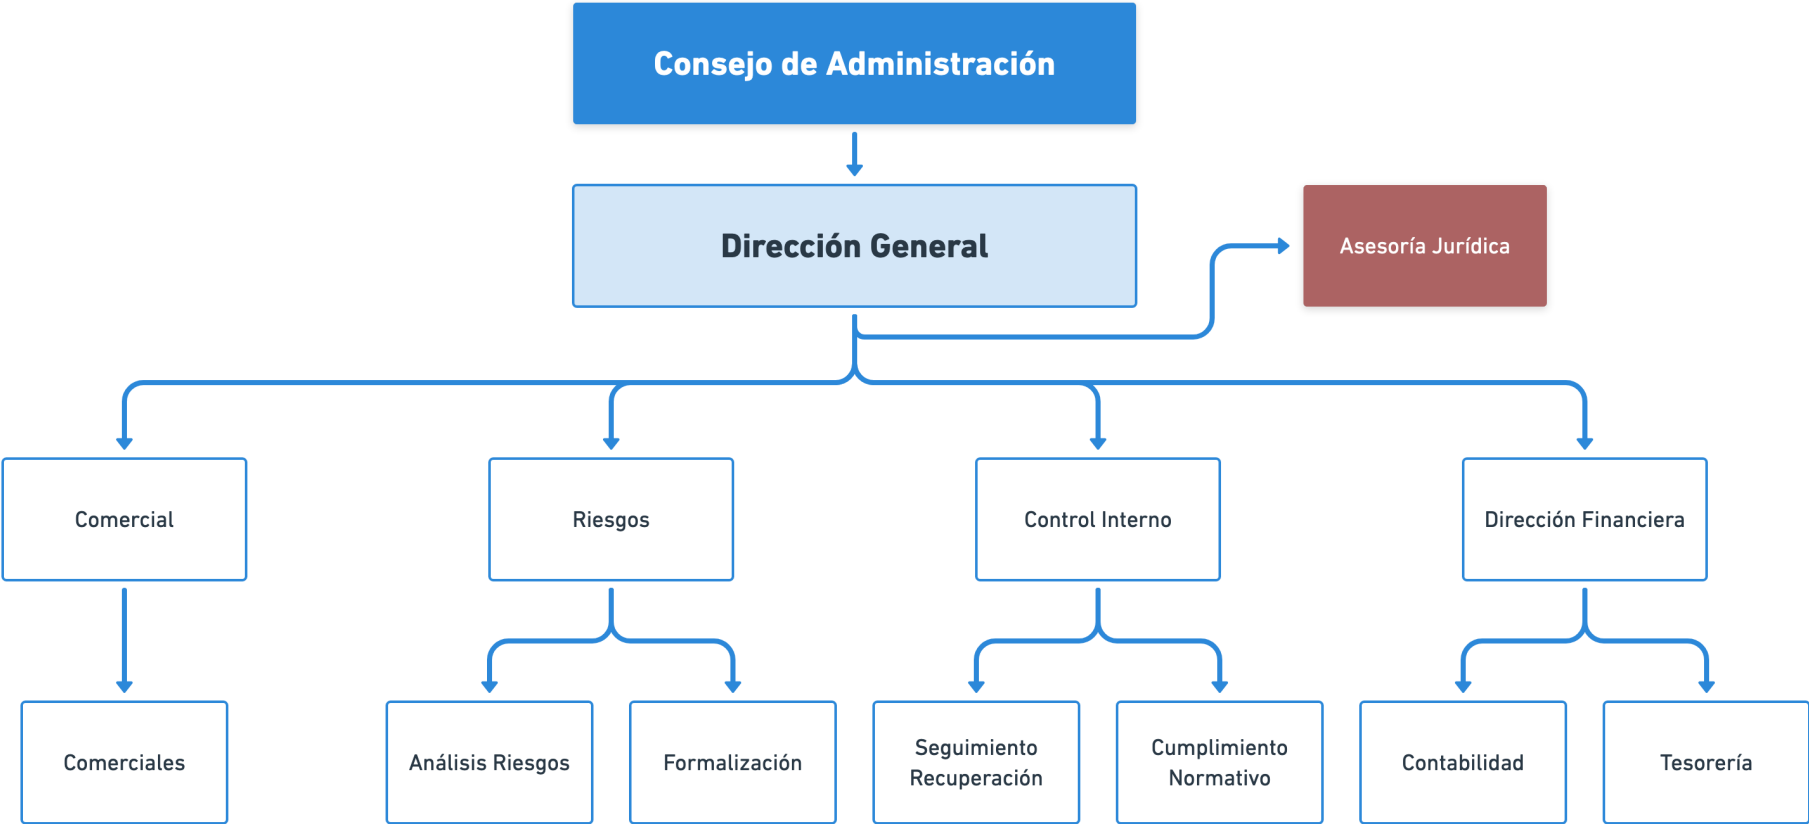 Consejo de Administración
Dirección General
Asesoría Jurídica
Comercial
Riesgos
Control Interno
Dirección Financiera
Comerciales
Análisis Riesgos
Formalización
Seguimiento
Recuperación
Cumplimiento
Normativo
Contabilidad
Tesorería